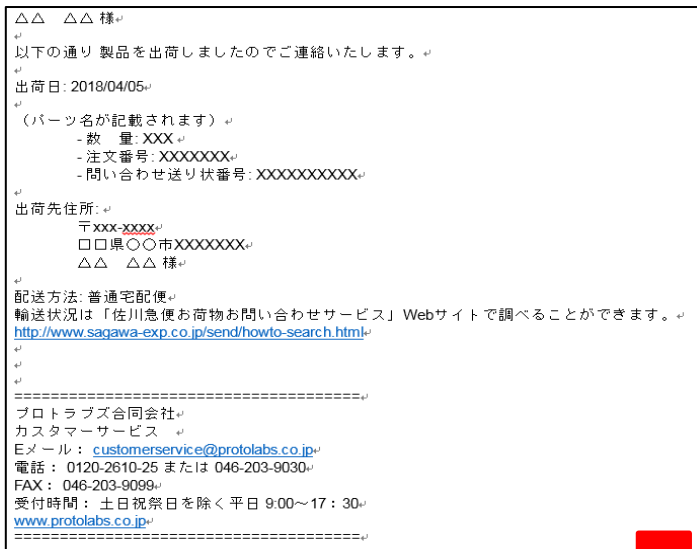 △△　△△ 様
以下の通り 製品を出荷しましたのでご連絡いたします。
出荷日: 2018/04/05
（パーツ名が記載されます）
- 数　量: XXX
- 注文番号: XXXXXXX
- 問い合わせ送り状番号: XXXXXXXXXX
出荷先住所:
〒xxx-xxxx
口口県〇〇市XXXXXXX
△△　△△ 様
配送方法: 普通宅配便
輸送状況は「佐川急便お荷物お問い合わせサービス」Webサイトで調べることができます。
http://www.sagawa-exp.co.jp/send/howto-search.html
======================================
プロトラブズ合同会社
カスタマーサービス
Eメール： customerservice@protolabs.co.jp
電話： 0120-2610-25 または 046-203-9030
FAX： 046-203-9099
受付時間： 土日祝祭日を除く平日 9:00～17：30
www.protolabs.co.jp
======================================